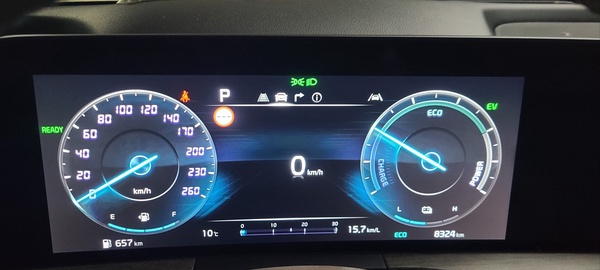 P
READY
0 20 40 60 80 100 120 140 170 200 230 260
km/h
E F
657 km
---
0 km/h
10°c
0 10 20 30
15.7 km/L
EV
ECO
CHARGE
POWER
L H
ECO
8324 km